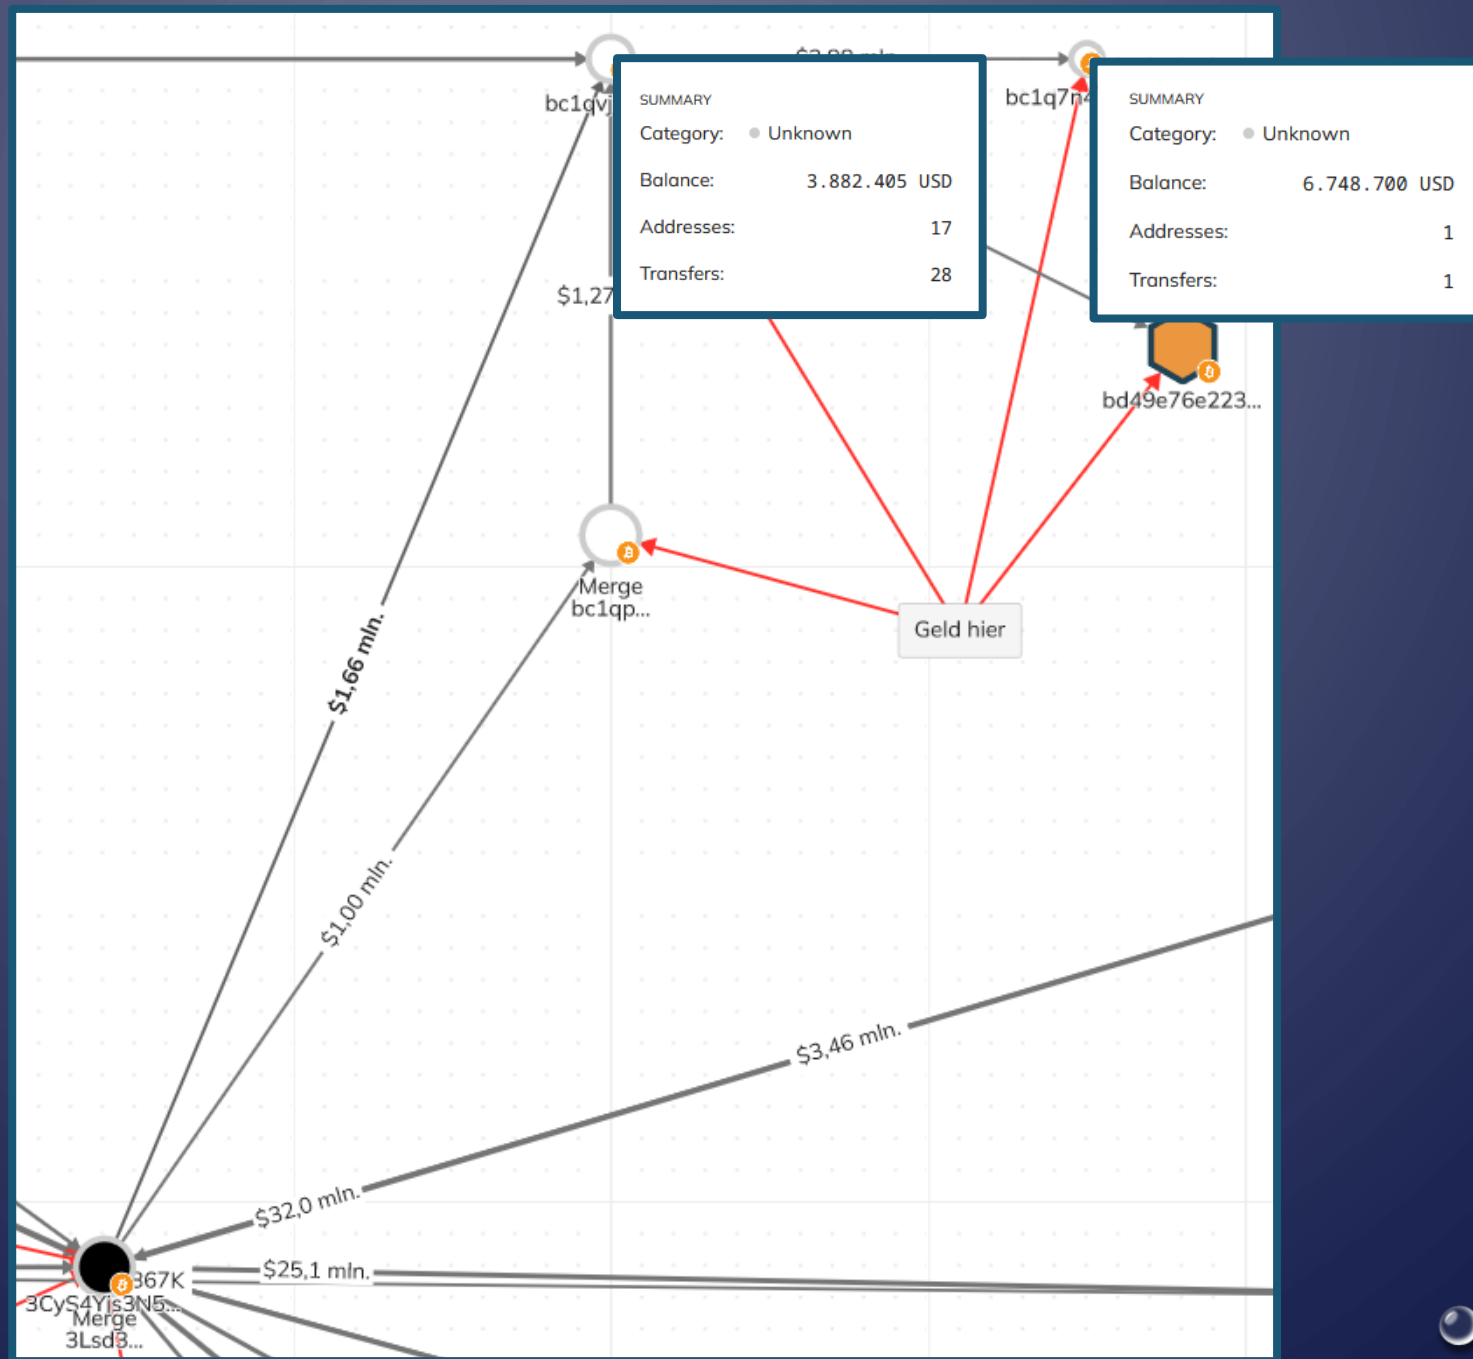 bc1qvj
bc1q7n4
SUMMARY
Category: Unknown
Balance: 3.882.405 USD
Addresses: 17
Transfers: 28
SUMMARY
Category: Unknown
Balance: 6.748.700 USD
Addresses: 1
Transfers: 1
$1,27
bd49e76e223...
Merge
bc1qp...
Geld hier
$1,66 mln.
$1,00 mln.
$3,46 mln.
$32,0 mln.
$25,1 mln.
367K
3CyS4Yjs3N5...
Merge
3Lsd3...